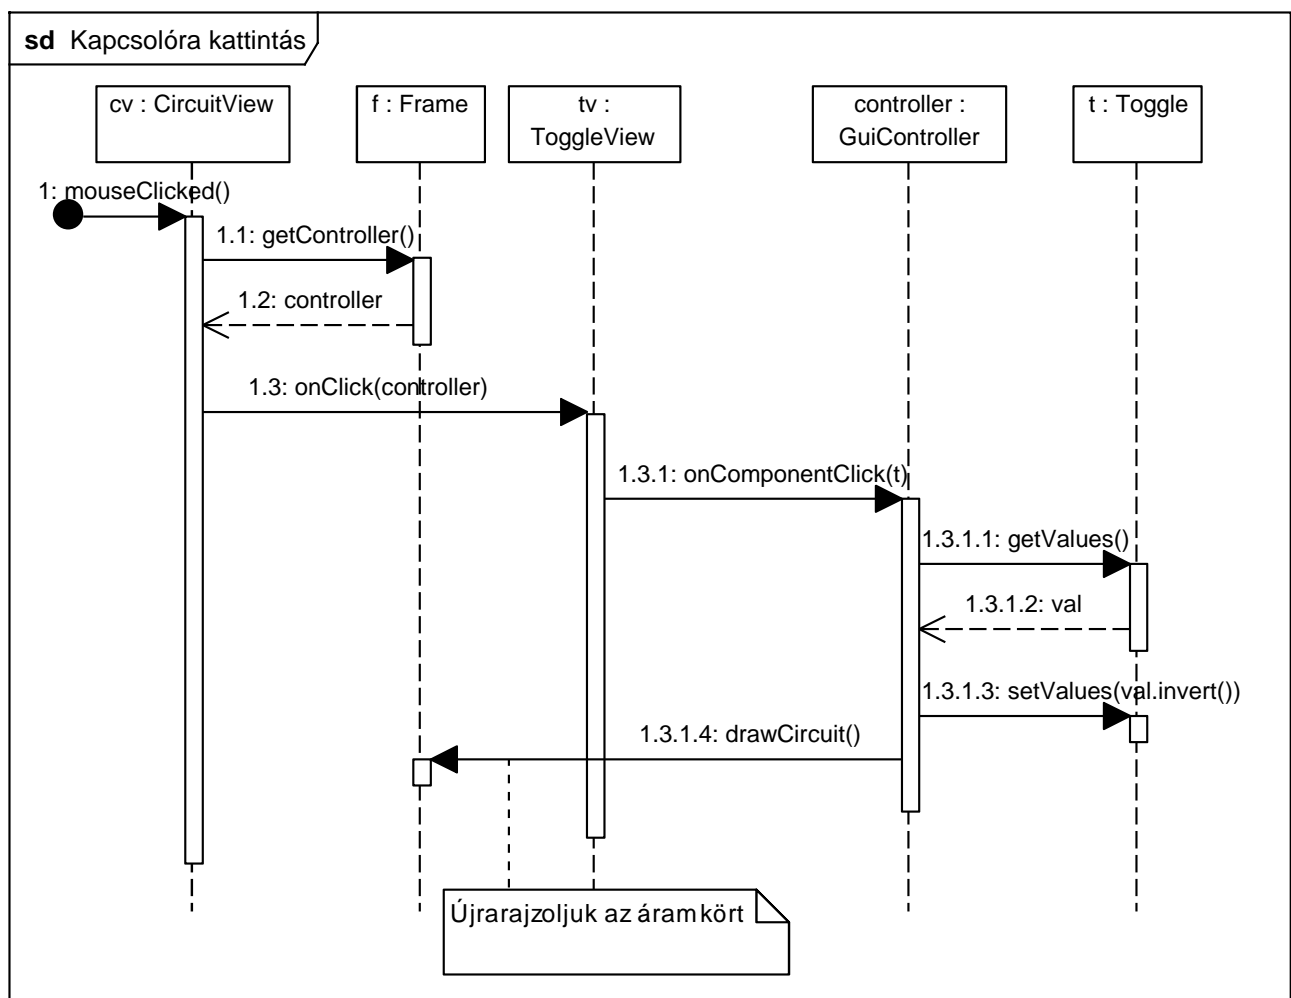 sd Kapcsolóra kattintás
cv : CircuitView
f : Frame
tv :
ToggleView
controller :
GuiController
t : Toggle
1: mouseClicked()
1.1: getController()
1.2: controller
1.3: onClick(controller)
1.3.1: onComponentClick(t)
1.3.1.1: getValues()
1.3.1.2: val
1.3.1.3: setValues(val.invert())
1.3.1.4: drawCircuit()
Újrarajzoljuk az áramkört